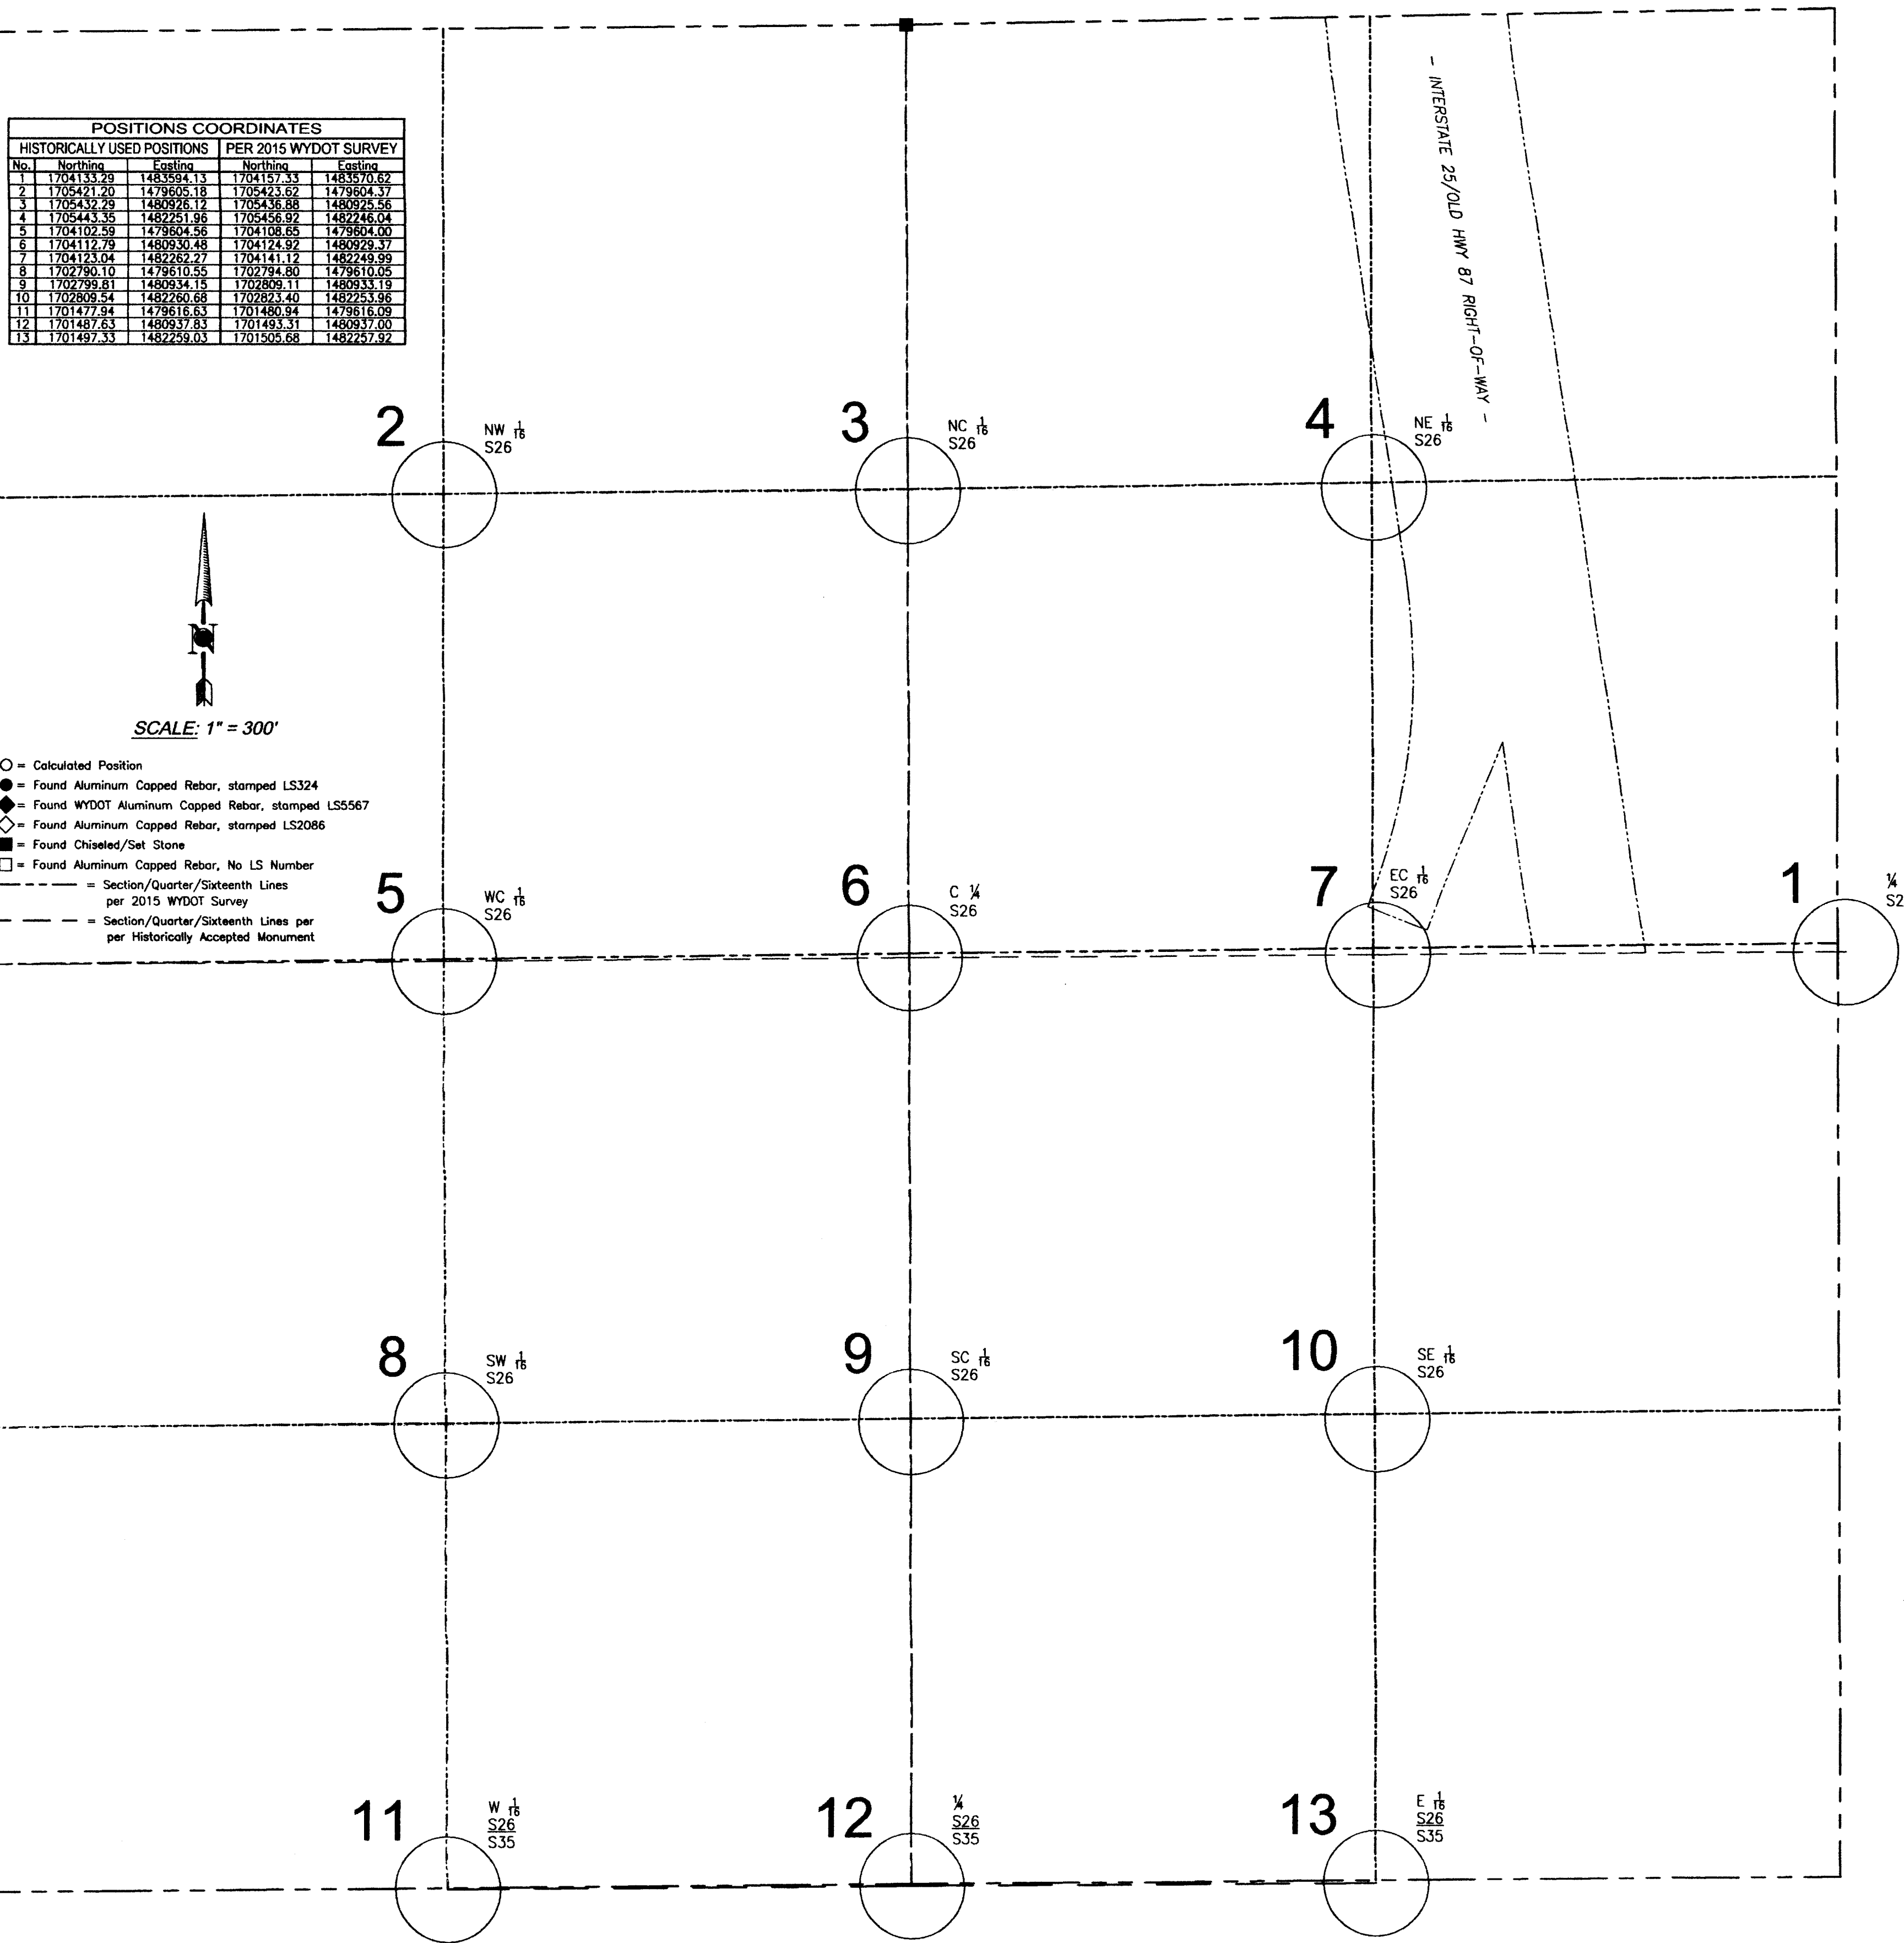 POSITIONS COORDINATES
HISTORICALLY USED POSITIONS PER 2015 WYDOT SURVEY
No. Northing Easting Northing Easting
1 1704133.29 1483594.13 1704157.33 1483570.62
2 1705421.20 1479605.18 1705423.62 1479604.37
3 1705432.29 1480926.12 1705436.88 1480925.56
4 1705443.35 1482251.96 1705456.92 1482246.04
5 1704102.59 1479604.56 1704108.65 1479604.00
6 1704112.79 1480930.48 1704124.92 1480929.37
7 1704123.04 1482262.27 1704141.12 1482249.99
8 1702790.10 1479610.55 1702794.80 1479610.05
9 1702799.81 1480934.15 1702809.11 1480933.19
10 1702809.54 1482260.68 1702823.40 1482253.96
11 1701477.94 1479616.63 1701480.94 1479616.09
12 1701487.63 1480937.83 1701493.31 1480937.00
13 1701497.33 1482259.03 1701505.68 1482257.92
- INTERSTATE 25/OLD HWY 87 RIGHT-OF-WAY -
2
NW 1/16
S26
3
NC 1/16
S26
4
NE 1/16
S26
N
SCALE: 1" = 300'
= Calculated Position
= Found Aluminum Capped Rebar, stamped LS324
= Found WYDOT Aluminum Capped Rebar, stamped LS5567
= Found Aluminum Capped Rebar, stamped LS2086
= Found Chiseled/Set Stone
= Found Aluminum Capped Rebar, No LS Number
= Section/Quarter/Sixteenth Lines
per 2015 WYDOT Survey
= Section/Quarter/Sixteenth Lines per
per Historically Accepted Monument
5
WC 1/16
S26
6
C 1/4
S26
7
EC 1/16
S26
1
1/4
S2
8
SW 1/16
S26
9
SC 1/16
S26
10
SE 1/16
S26
11
W 1/16
S26
S35
12
1/4
S26
S35
13
E 1/16
S26
S35